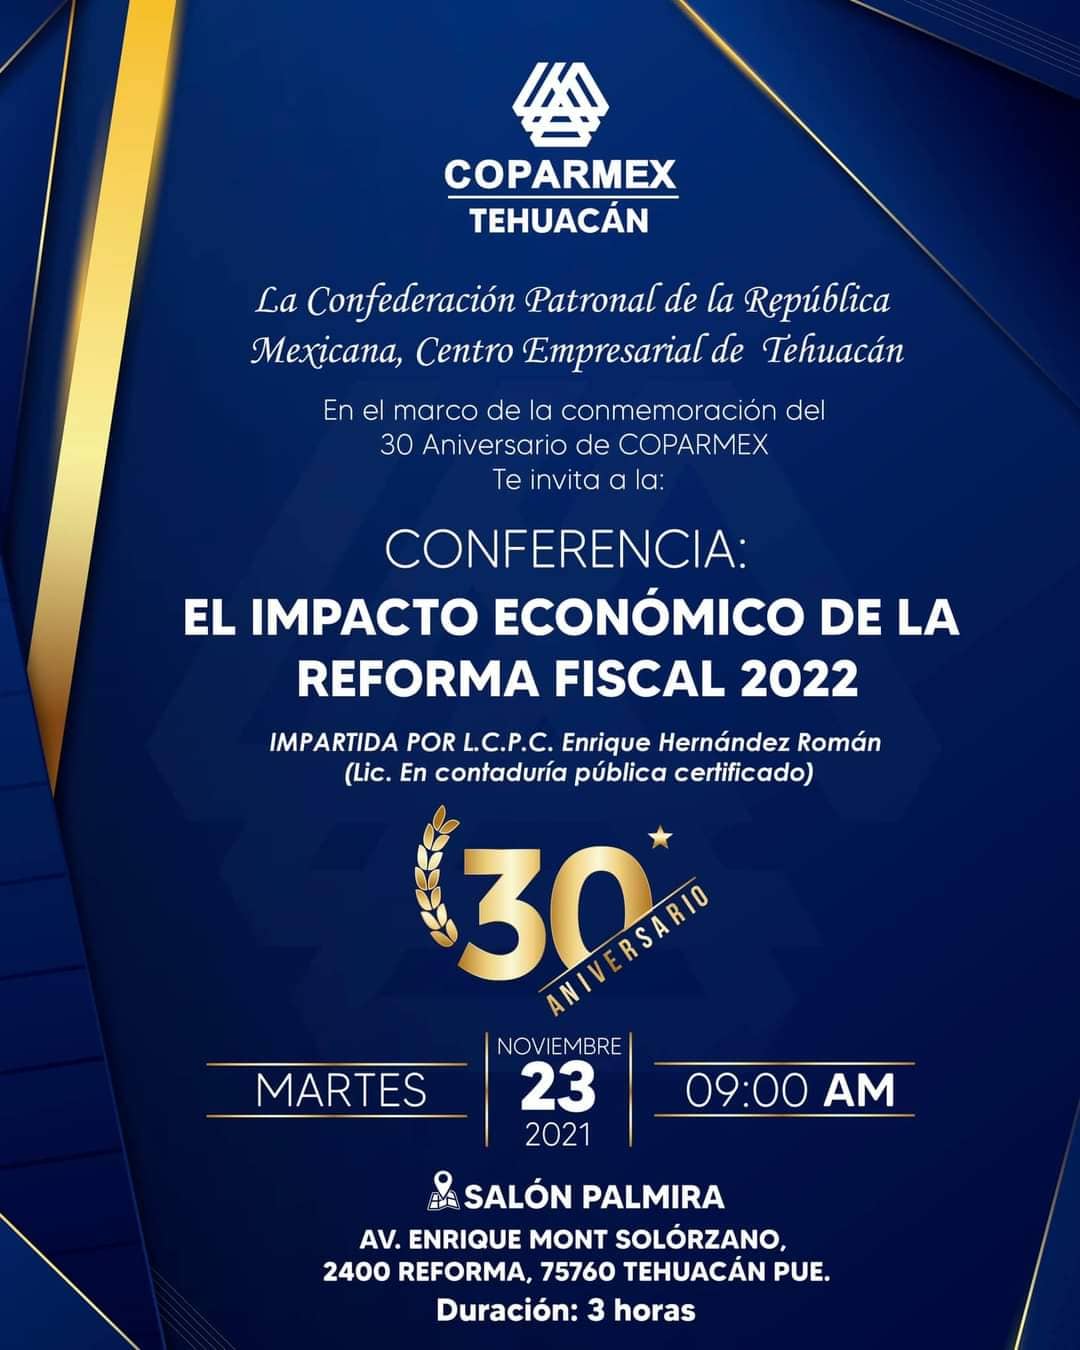 COPARMEX
TEHUACÁN
La Confederación Patronal de la República
Mexicana, Centro Empresarial de Tehuacán
En el marco de la conmemoración del
30 Aniversario de COPARMEX
Te invita a la:
CONFERENCIA:
EL IMPACTO ECONÓMICO DE LA
REFORMA FISCAL 2022
IMPARTIDA POR L.C.P.C. Enrique Hernández Román
(Lic. En contaduría pública certificado)
30
ANIVERSARIO
MARTES
NOVIEMBRE
23
2021
09:00 AM
SALÓN PALMIRA
AV. ENRIQUE MONT SOLÓRZANO,
2400 REFORMA, 75760 TEHUACÁN PUE.
Duración: 3 horas